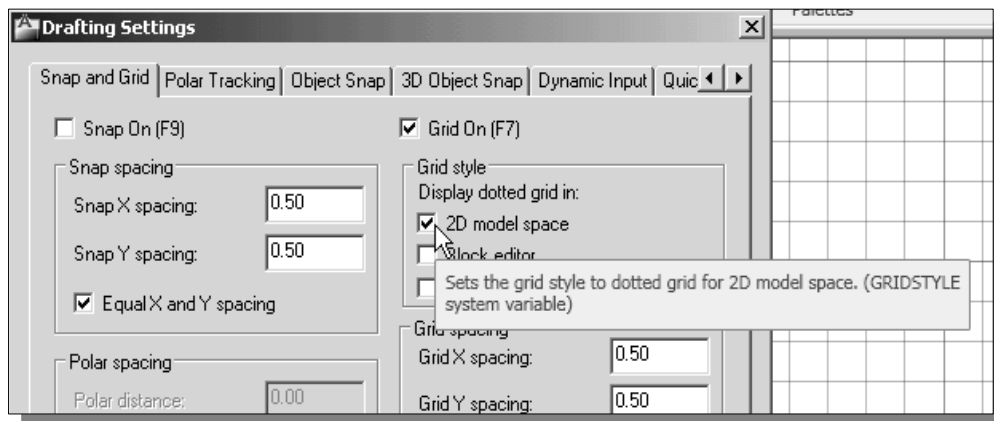 Drafting Settings
Palettes
Snap and Grid
Polar Tracking
Object Snap
3D Object Snap
Dynamic Input
Quic
Snap On (F9)
Grid On (F7)
Snap spacing
Snap X spacing:
0.50
Snap Y spacing:
0.50
Equal X and Y spacing
Polar spacing
Polar distance:
0.00
Grid style
Display dotted grid in:
2D model space
Block editor
Sets the grid style to dotted grid for 2D model space. (GRIDSTYLE
system variable)
Grid spacing
Grid X spacing:
0.50
Grid Y spacing:
0.50